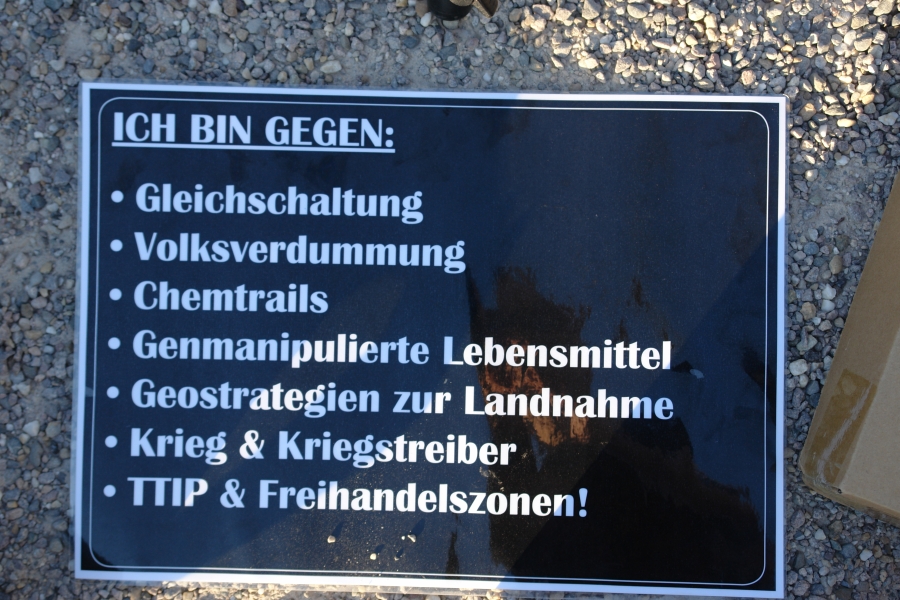 ICH BIN GEGEN:
• Gleichschaltung
• Volksverdummung
• Chemtrails
• Genmanipulierte Lebensmittel
• Geostrategien zur Landnahme
• Krieg & Kriegstreiber
• TTIP & Freihandelszonen!